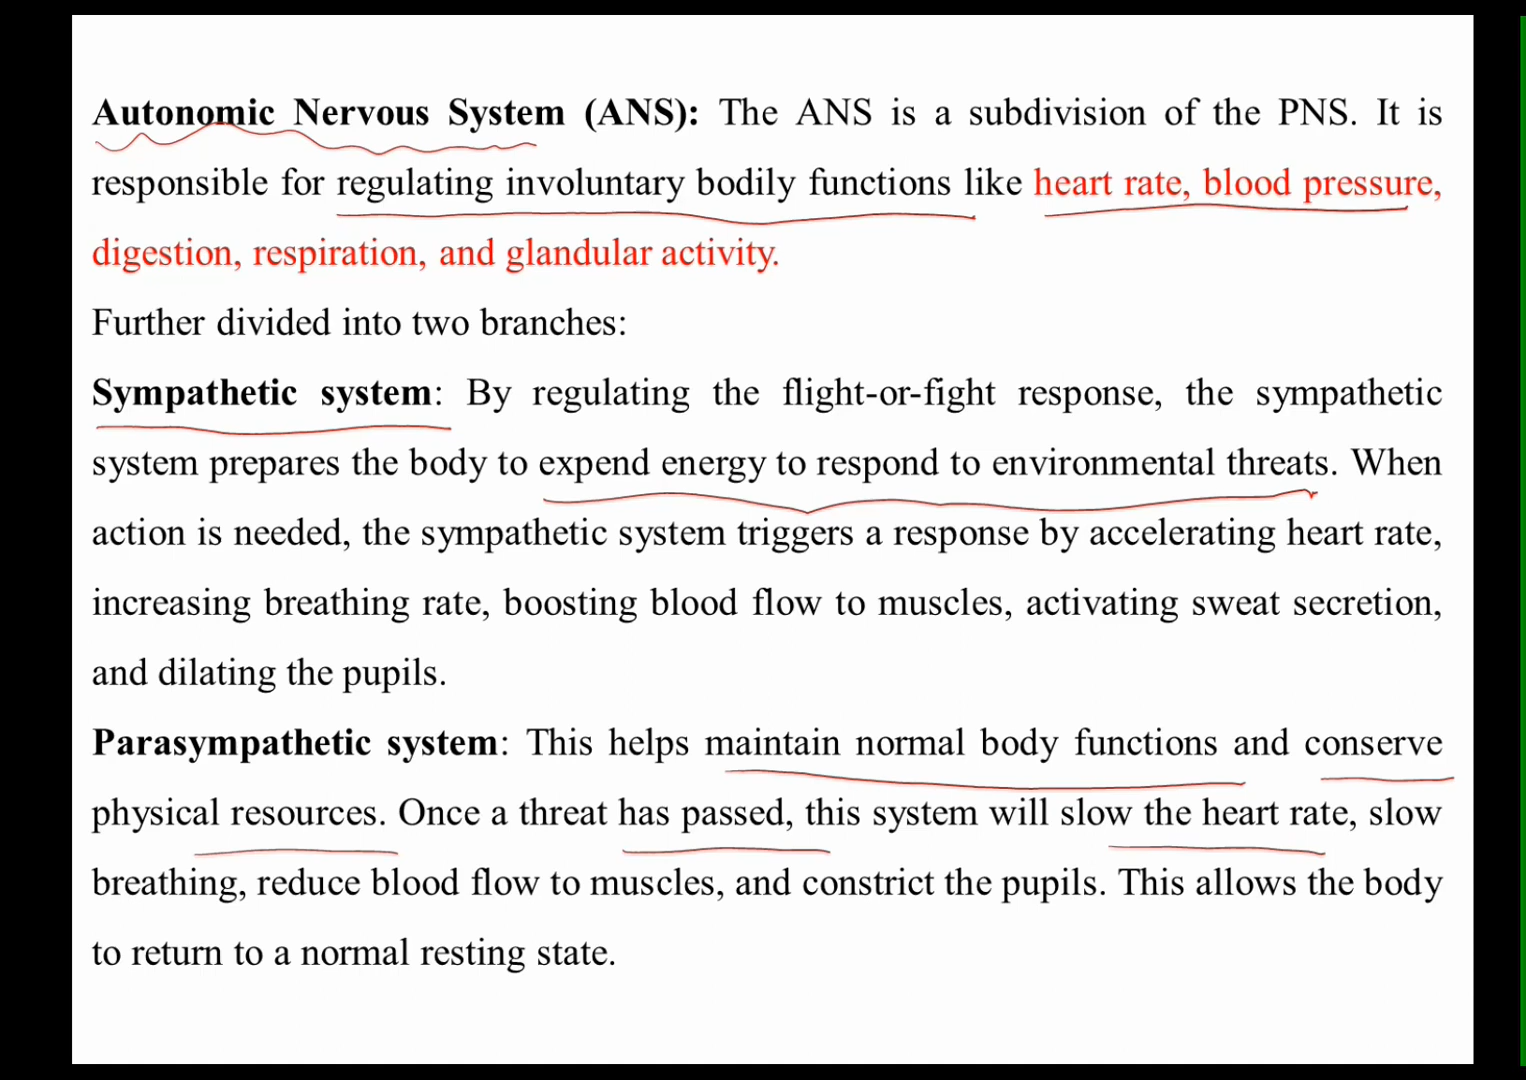 Autonomic Nervous System (ANS): The ANS is a subdivision of the PNS. It is
responsible for regulating involuntary bodily functions like heart rate, blood pressure,
digestion, respiration, and glandular activity.
Further divided into two branches:
Sympathetic system: By regulating the flight-or-fight response, the sympathetic
system prepares the body to expend energy to respond to environmental threats. When
action is needed, the sympathetic system triggers a response by accelerating heart rate,
increasing breathing rate, boosting blood flow to muscles, activating sweat secretion,
and dilating the pupils.
Parasympathetic system: This helps maintain normal body functions and conserve
physical resources. Once a threat has passed, this system will slow the heart rate, slow
breathing, reduce blood flow to muscles, and constrict the pupils. This allows the body
to return to a normal resting state.